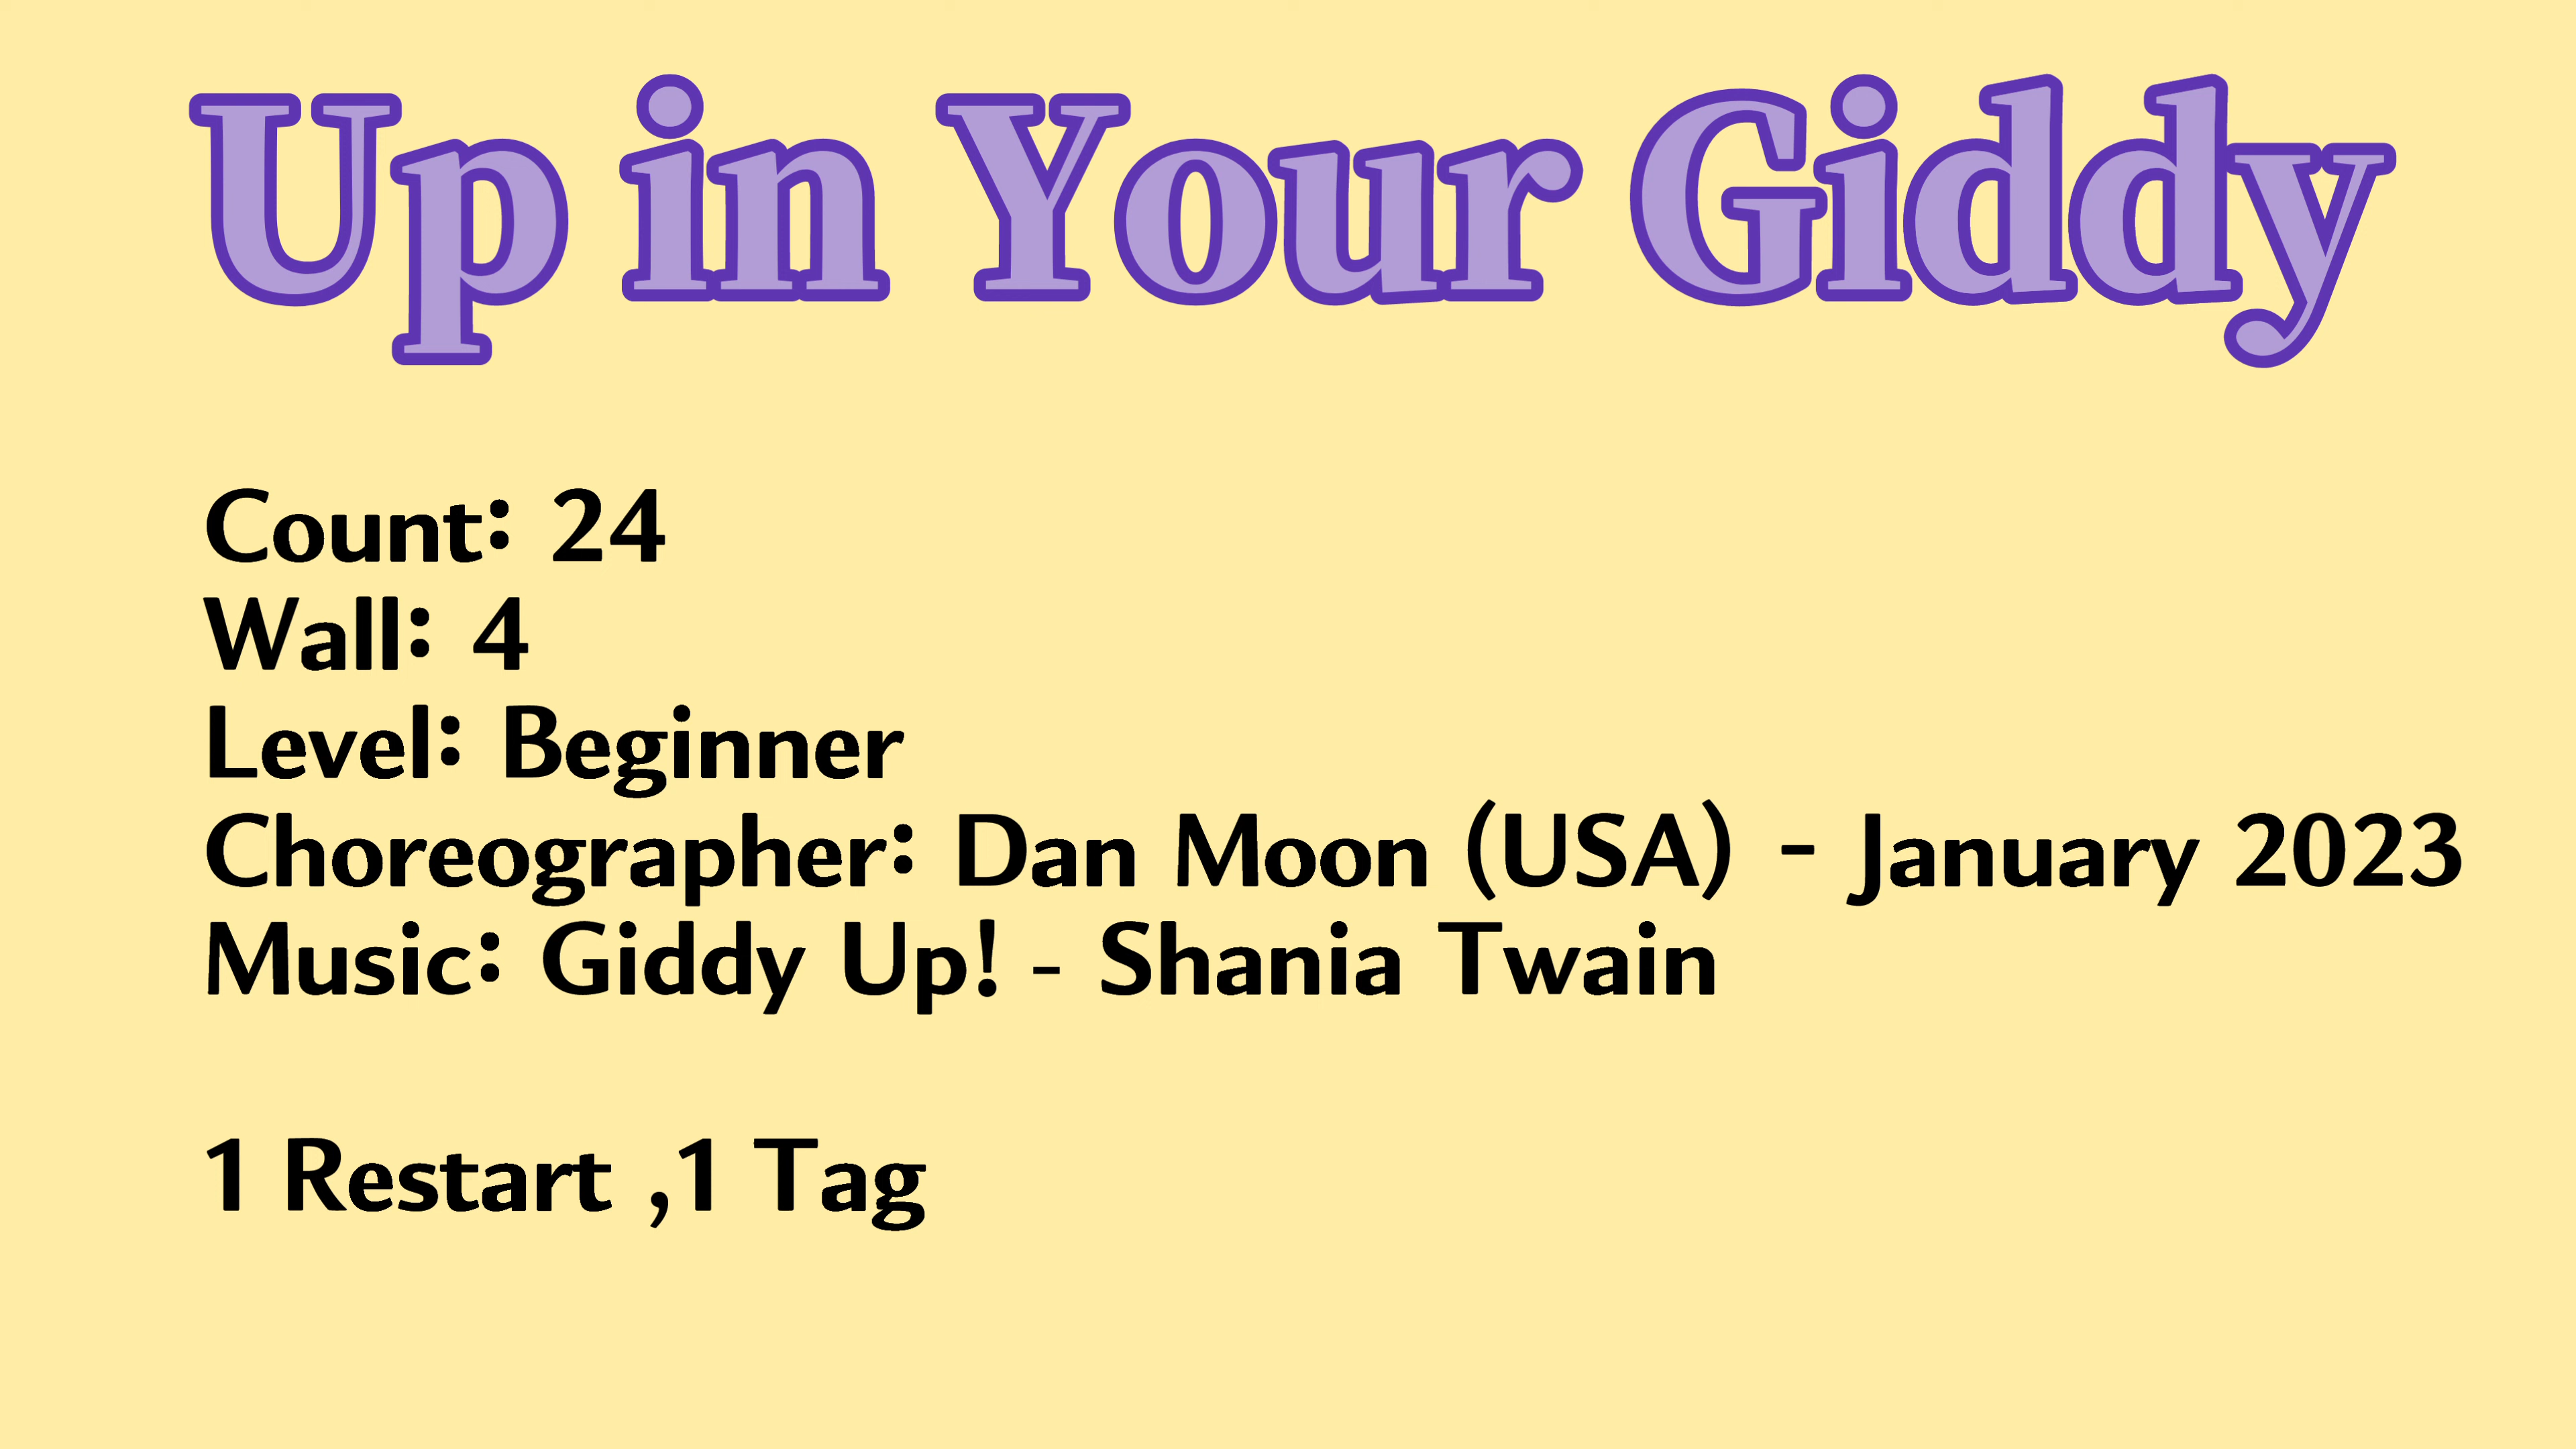 Up in Your Giddy
Count: 24
Wall: 4
Level: Beginner
Choreographer: Dan Moon (USA) - January 2023
Music: Giddy Up! - Shania Twain
1 Restart ,1 Tag